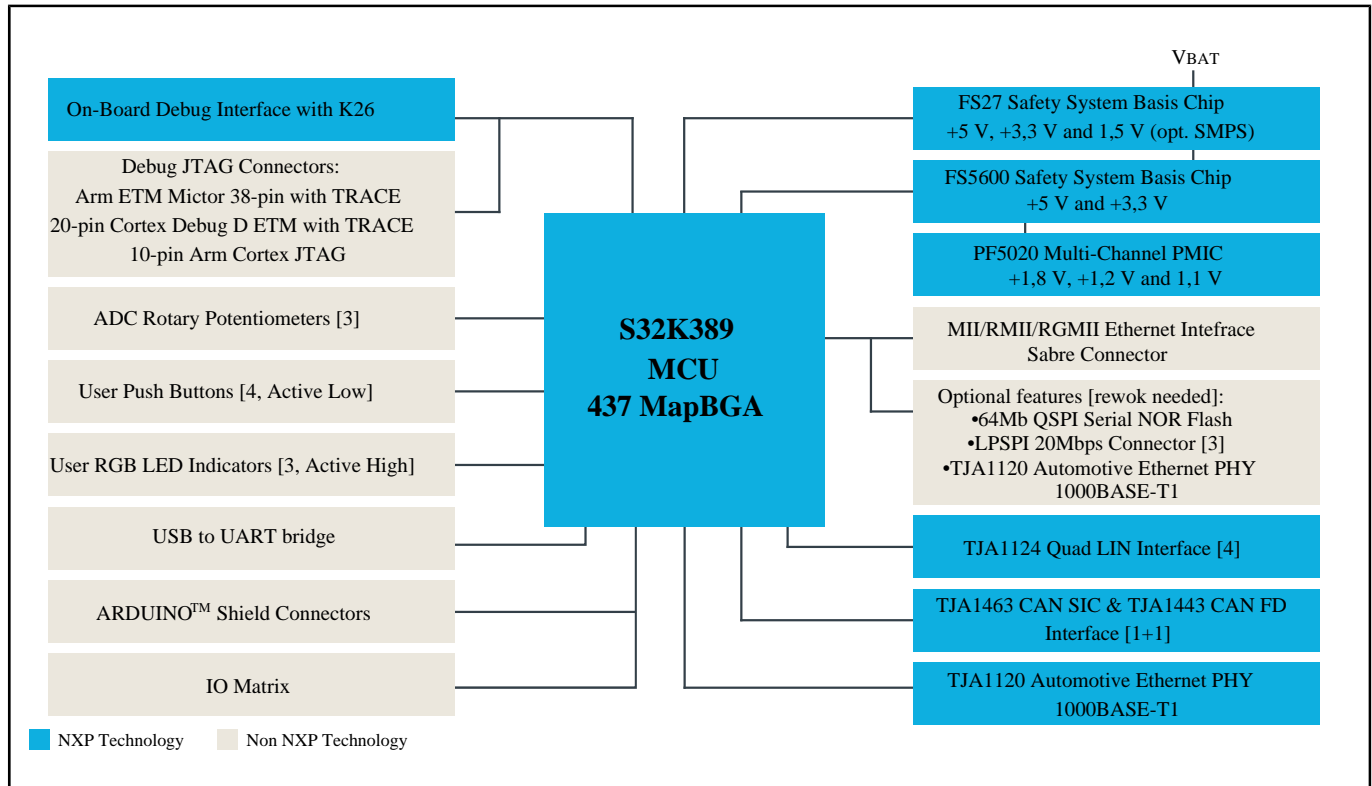 VBAT
On-Board Debug Interface with K26
Debug JTAG Connectors:
Arm ETM Mictor 38-pin with TRACE
20-pin Cortex Debug D ETM with TRACE
10-pin Arm Cortex JTAG
ADC Rotary Potentiometers [3]
User Push Buttons [4, Active Low]
User RGB LED Indicators [3, Active High]
USB to UART bridge
ARDUINO™ Shield Connectors
IO Matrix
S32K389
MCU
437 MapBGA
FS27 Safety System Basis Chip
+5 V, +3,3 V and 1,5 V (opt. SMPS)
FS5600 Safety System Basis Chip
+5 V and +3,3 V
PF5020 Multi-Channel PMIC
+1,8 V, +1,2 V and 1,1 V
MII/RMII/RGMII Ethernet Intefrace
Sabre Connector
Optional features [rewok needed]:
•64Mb QSPI Serial NOR Flash
•LPSPI 20Mbps Connector [3]
•TJA1120 Automotive Ethernet PHY
1000BASE-T1
TJA1124 Quad LIN Interface [4]
TJA1463 CAN SIC & TJA1443 CAN FD
Interface [1+1]
TJA1120 Automotive Ethernet PHY
1000BASE-T1
NXP Technology
Non NXP Technology